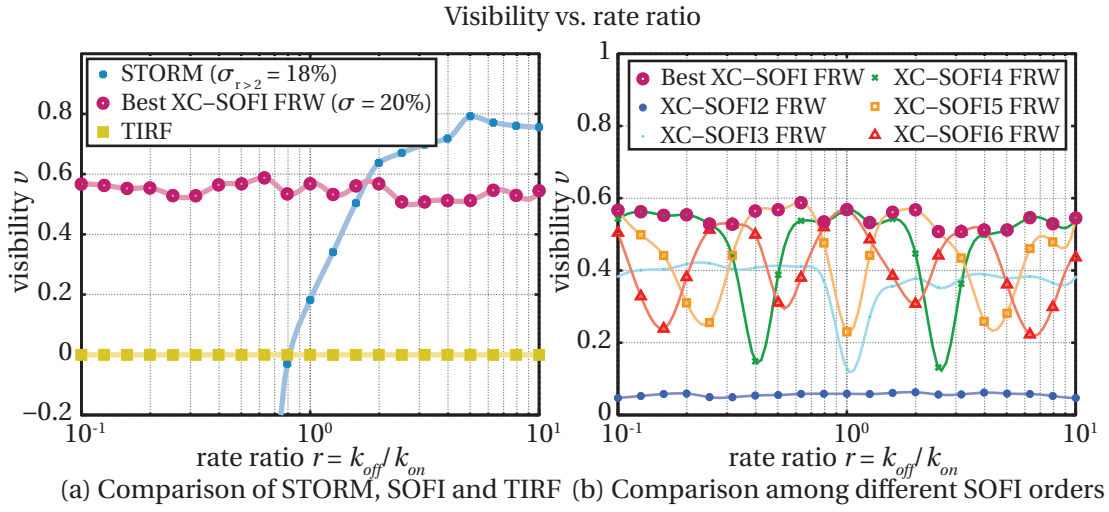 Visibility vs. rate ratio
STORM (σr>2 = 18%)
Best XC−SOFI FRW (σ = 20%)
TIRF
0.8
0.6
0.4
0.2
0
−0.2
visibility ν
10-1
100
101
rate ratio r = koff/kon
(a) Comparison of STORM, SOFI and TIRF
Best XC−SOFI FRW
XC−SOFI2 FRW
XC−SOFI3 FRW
XC−SOFI4 FRW
XC−SOFI5 FRW
XC−SOFI6 FRW
1
0.8
0.6
0.4
0.2
0
visibility ν
10-1
100
101
rate ratio r = koff/kon
(b) Comparison among different SOFI orders